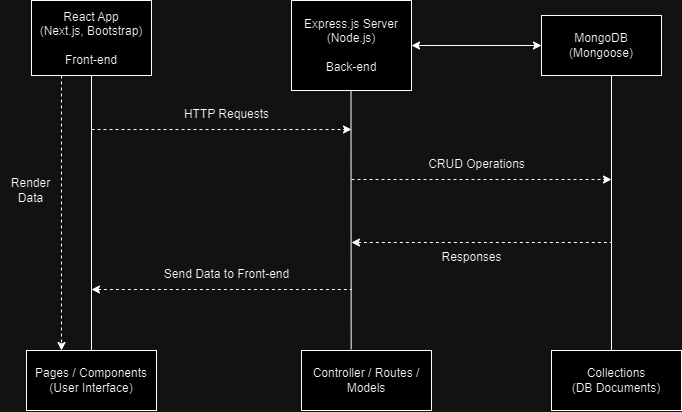 React App
(Next.js, Bootstrap)
Front-end
Express.js Server
(Node.js)
Back-end
MongoDB
(Mongoose)
HTTP Requests
CRUD Operations
Render
Data
Responses
Send Data to Front-end
Pages / Components
(User Interface)
Controller / Routes /
Models
Collections
(DB Documents)